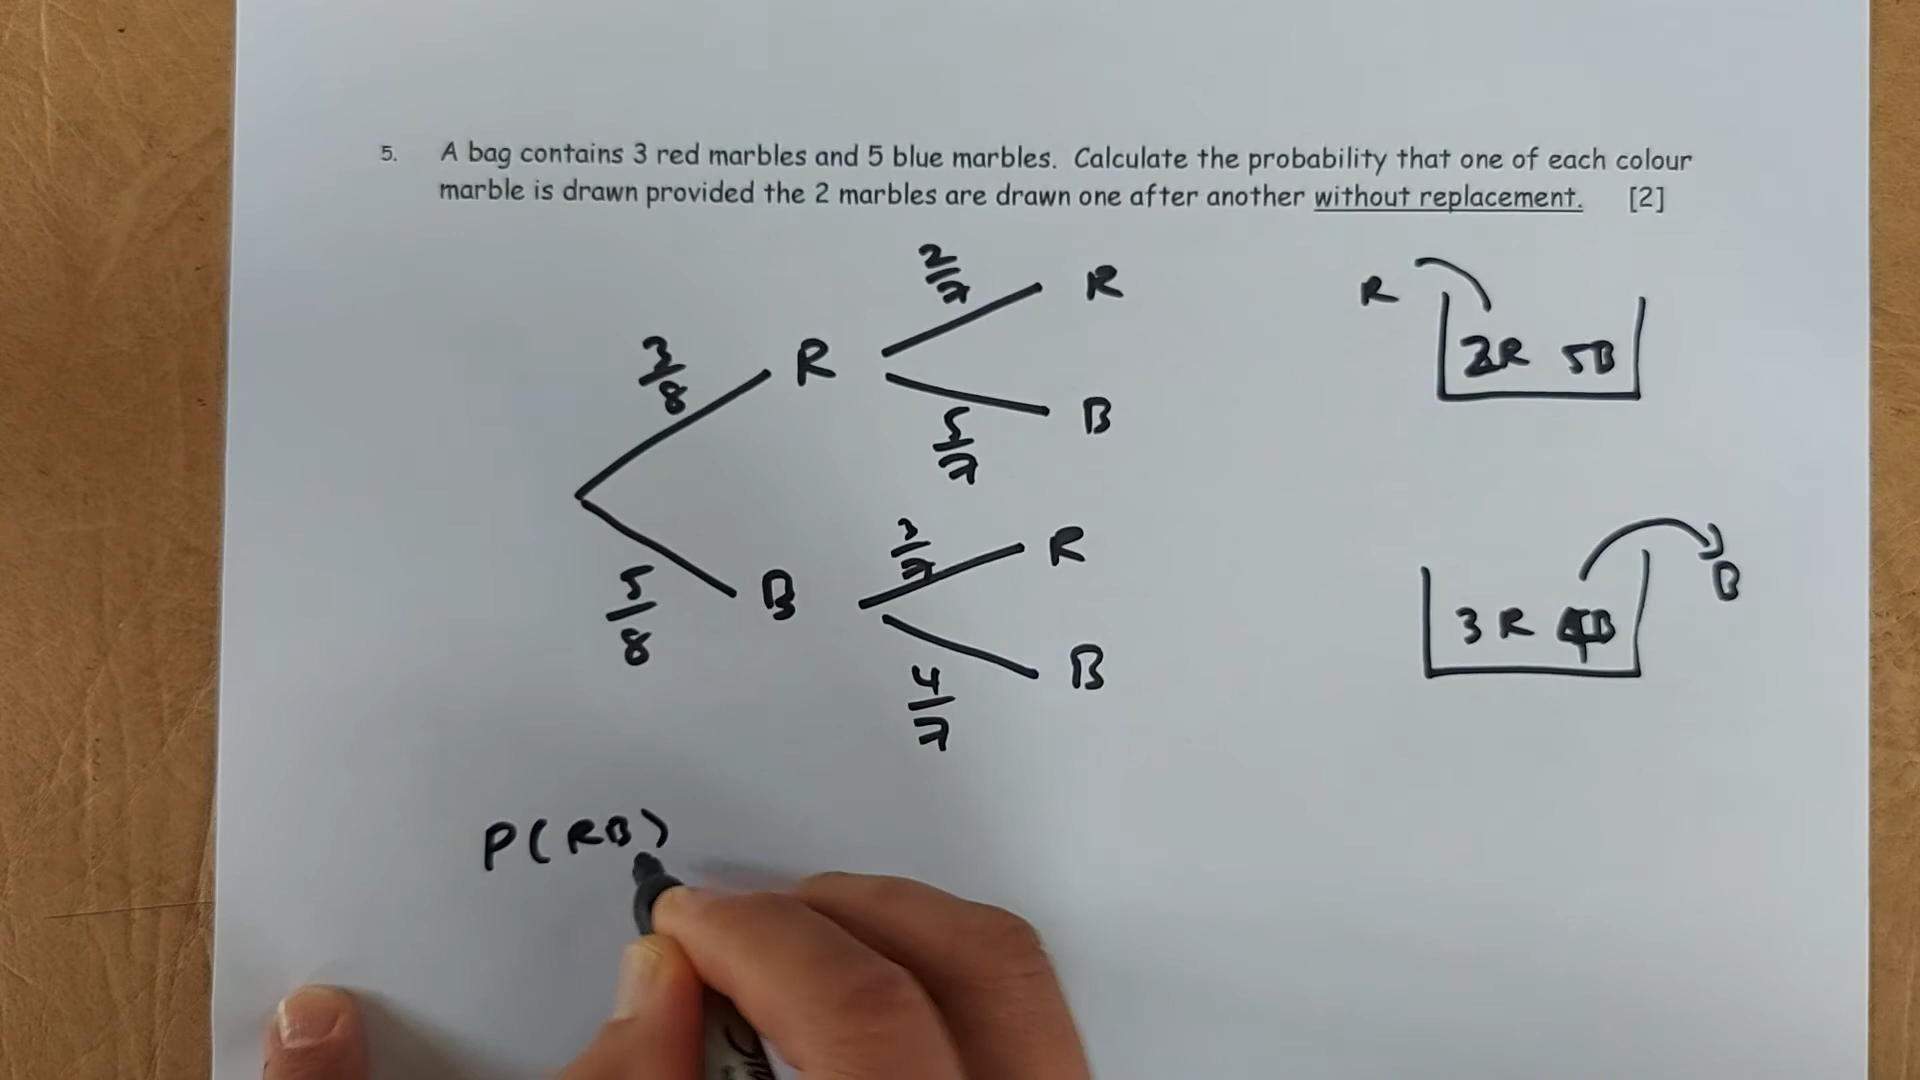 5. A bag contains 3 red marbles and 5 blue marbles. Calculate the probability that one of each colour
marble is drawn provided the 2 marbles are drawn one after another without replacement. [2]
2/7
R
R
3/8
R
2R 5B
B
5/7
3/7
R
B
5/8
B
3R 4B
B
4/7
P(RB)